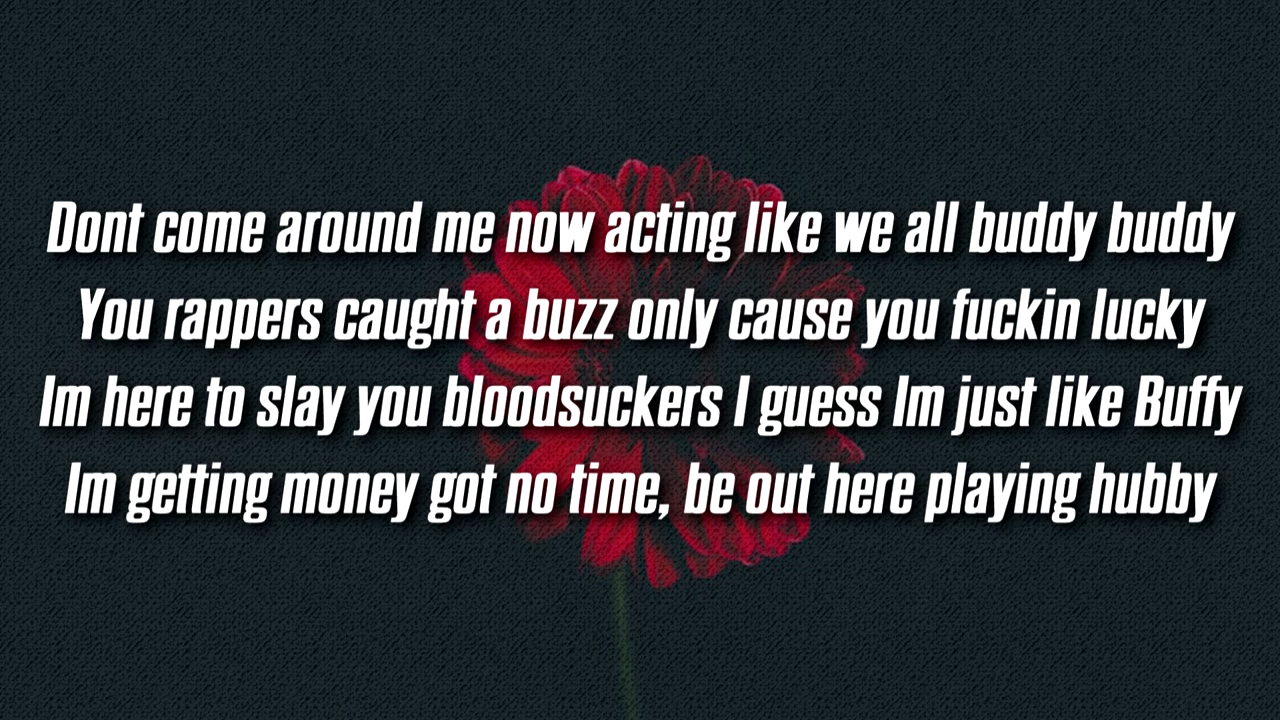 Dont come around me now acting like we all buddy buddy
You rappers caught a buzz only cause you fuckin lucky
Im here to slay you bloodsuckers I guess Im just like Buffy
Im getting money got no time, be out here playing hubby